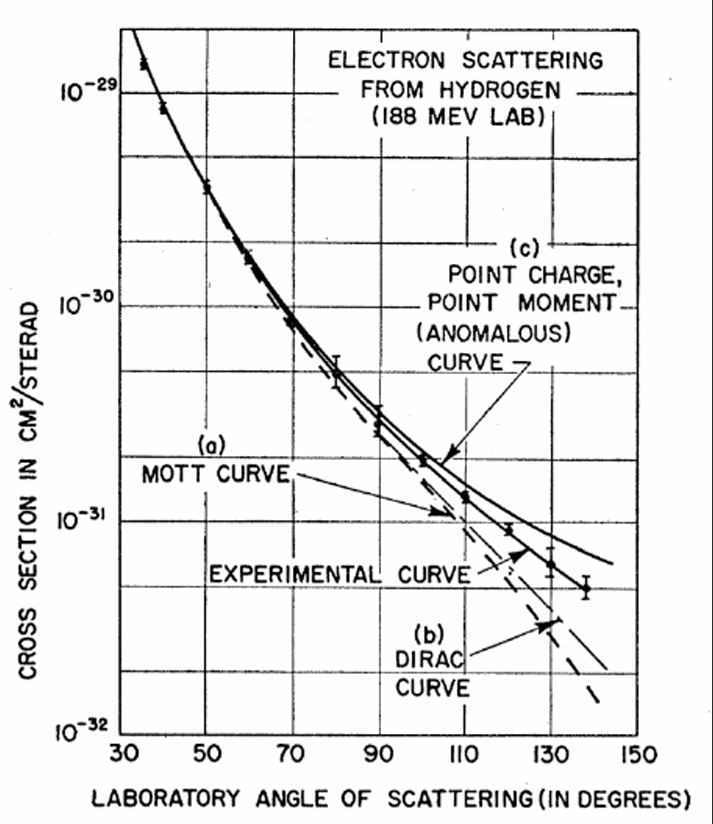 ELECTRON SCATTERING
FROM HYDROGEN
(188 MEV LAB)
10-29
(c)
POINT CHARGE,
POINT MOMENT
(ANOMALOUS)
CURVE
10-30
(a)
MOTT CURVE
10-31
EXPERIMENTAL CURVE
(b)
DIRAC
CURVE
10-32
30 50 70 90 110 130 150
LABORATORY ANGLE OF SCATTERING (IN DEGREES)
CROSS SECTION IN CM2/STERAD